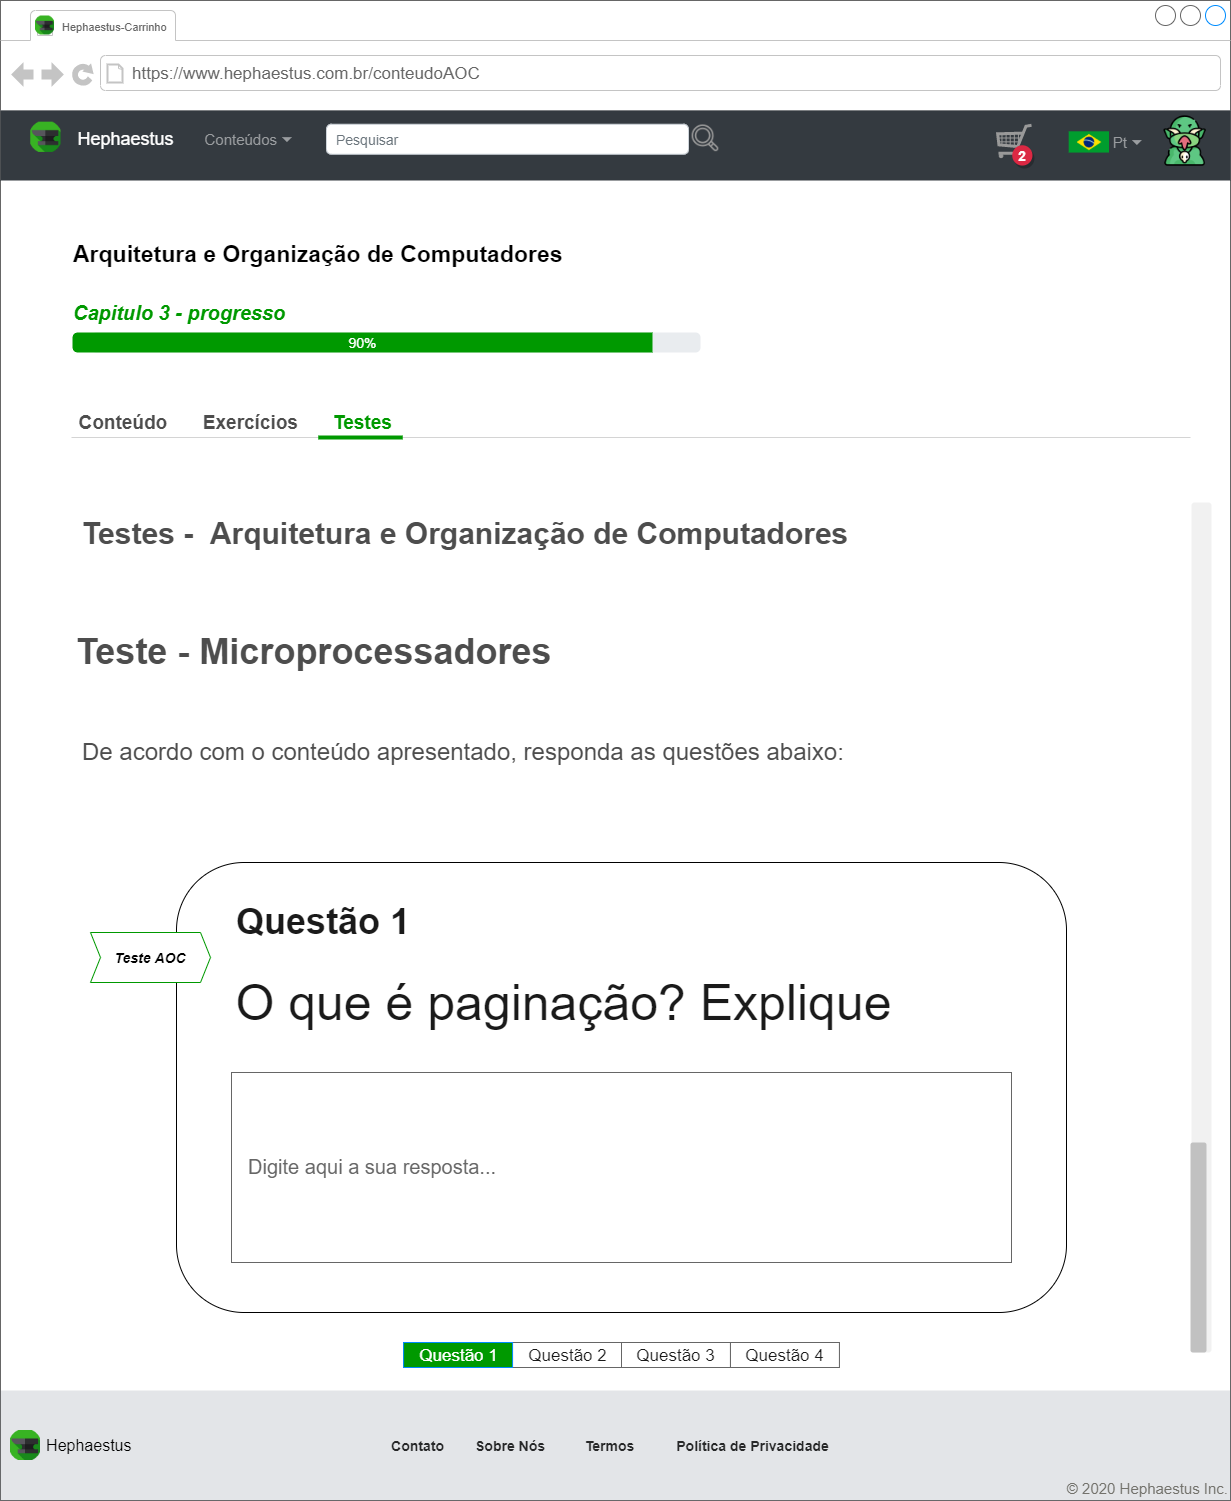 Hephaestus-Carrinho
https://www.hephaestus.com.br/conteudoAOC
Hephaestus Conteúdos Pesquisar 2 Pt
Arquitetura e Organização de Computadores
Capitulo 3 - progresso
90%
Conteúdo Exercícios Testes
Testes - Arquitetura e Organização de Computadores
Teste - Microprocessadores
De acordo com o conteúdo apresentado, responda as questões abaixo:
Questão 1
Teste AOC
O que é paginação? Explique
Digite aqui a sua resposta...
Questão 1 Questão 2 Questão 3 Questão 4
Hephaestus Contato Sobre Nós Termos Política de Privacidade
© 2020 Hephaestus Inc.